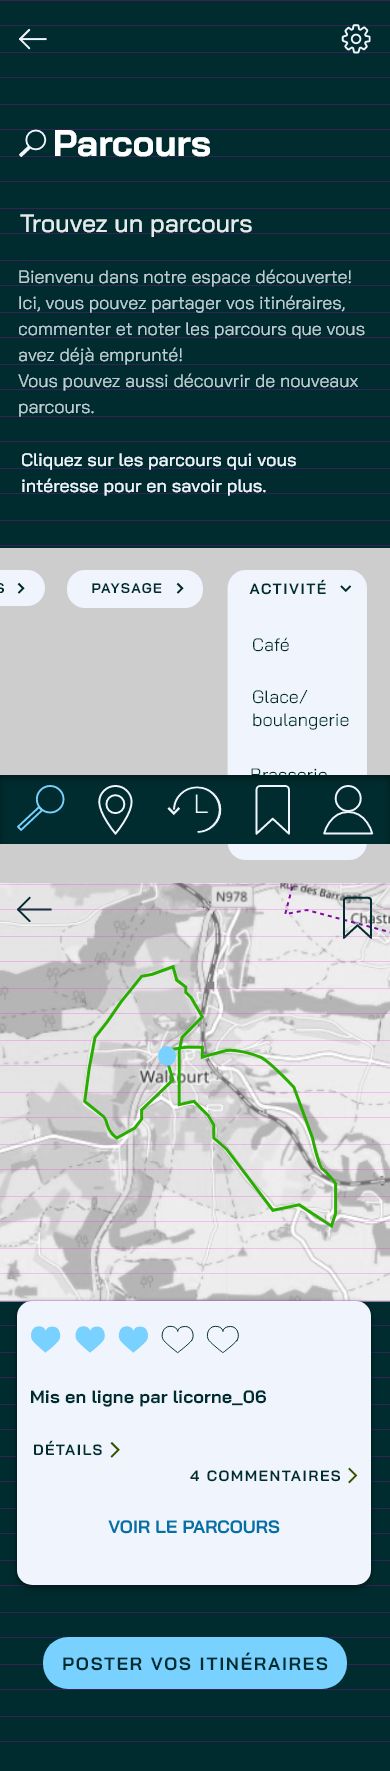 Parcours
Trouvez un parcours
Bienvenu dans notre espace découverte!
Ici, vous pouvez partager vos itinéraires,
commenter et noter les parcours que vous
avez déjà emprunté!
Vous pouvez aussi découvrir de nouveaux
parcours.
Cliquez sur les parcours qui vous
intéresse pour en savoir plus.
S PAYSAGE ACTIVITÉ
Café
Glace/
boulangerie
Brasserie
N978
Rue des Barra
Chast
Walcourt
Mis en ligne par licorne_06
DÉTAILS
4 COMMENTAIRES
VOIR LE PARCOURS
POSTER VOS ITINÉRAIRES